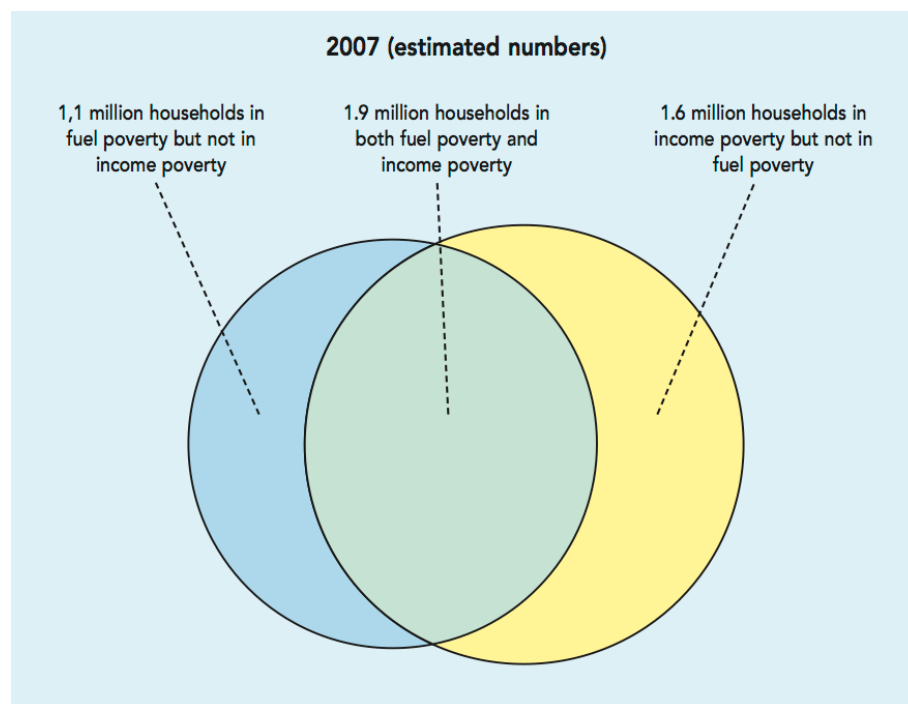 2007 (estimated numbers)
1,1 million households in
fuel poverty but not in
income poverty
1.9 million households in
both fuel poverty and
income poverty
1.6 million households in
income poverty but not in
fuel poverty